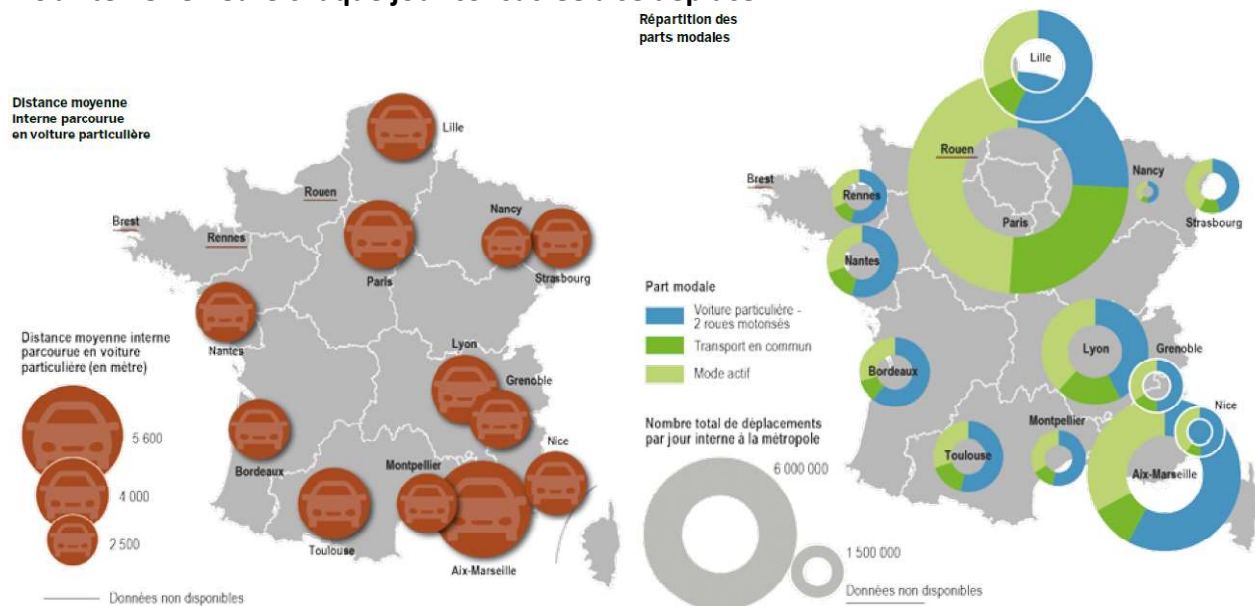 Répartition des
parts modales
Distance moyenne
interne parcourue
en voiture particulière
Lille
Rouen
Brest
Rennes
Nancy
Strasbourg
Paris
Nantes
Lyon
Grenoble
Nice
Bordeaux
Montpellier
Toulouse
Aix-Marseille
Distance moyenne interne
parcourue en voiture
particulière (en mètre)
5 600
4 000
2 500
Données non disponibles
Lille
Rouen
Brest
Rennes
Nancy
Strasbourg
Paris
Nantes
Lyon
Grenoble
Nice
Bordeaux
Montpellier
Toulouse
Aix-Marseille
Part modale
Voiture particulière -
2 roues motorisés
Transport en commun
Mode actif
Nombre total de déplacements
par jour interne à la métropole
6 000 000
1 500 000
Données non disponibles